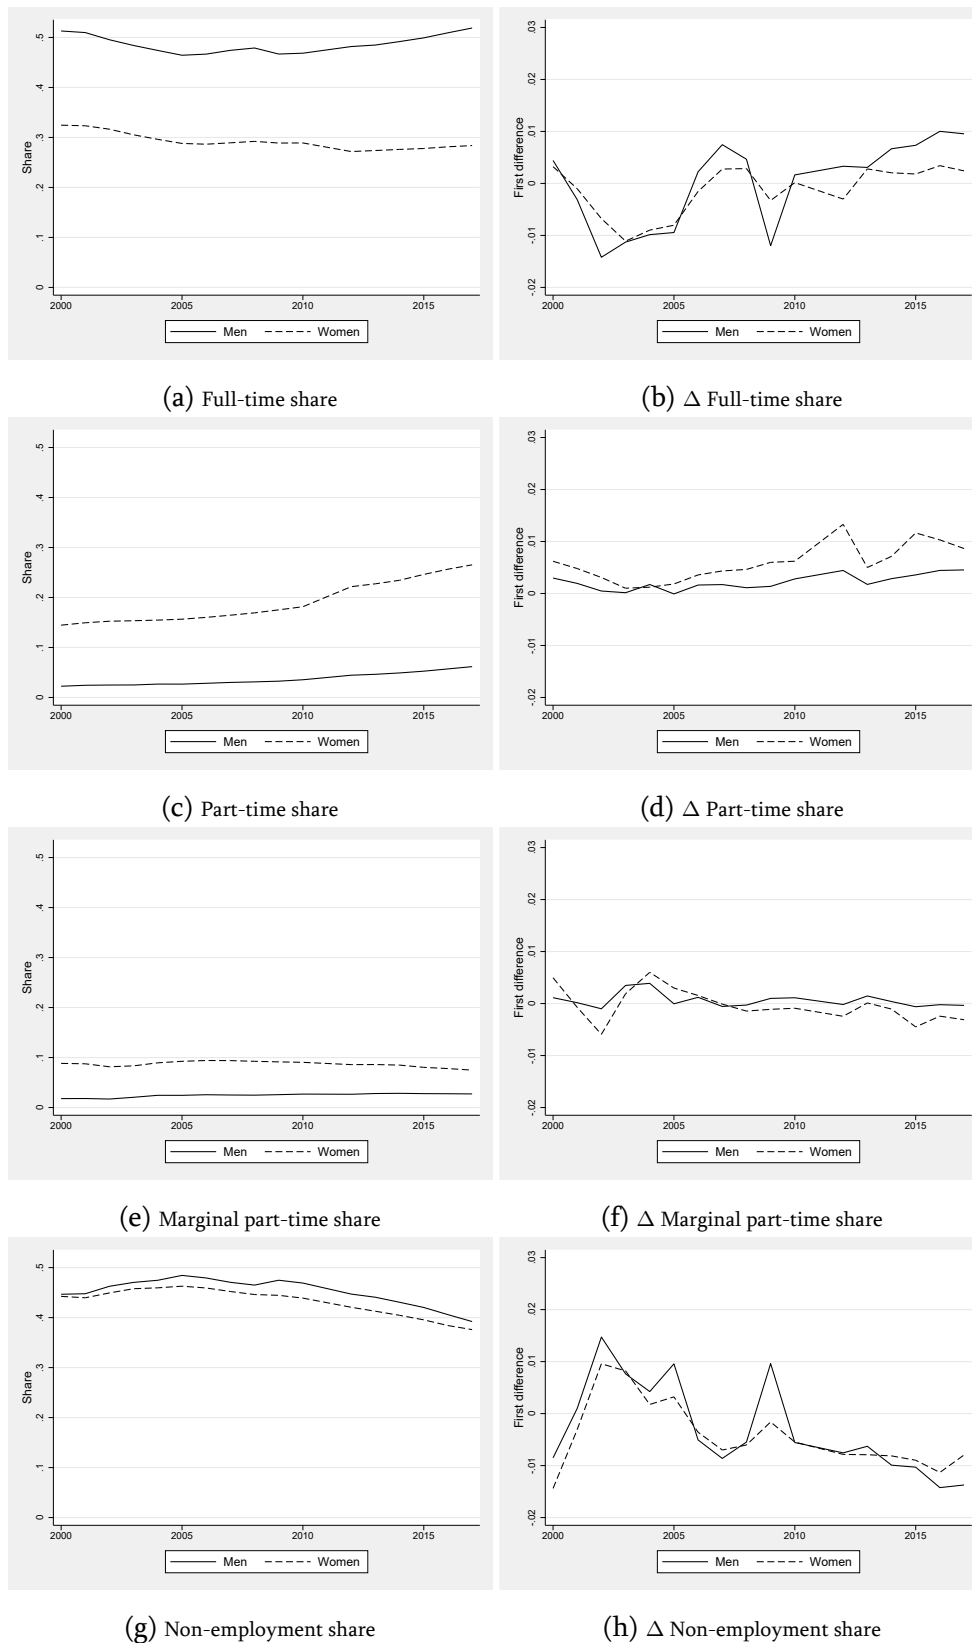 Share
.5
.4
.3
.2
.1
0
2000 2005 2010 2015
Men Women
(a) Full-time share
First difference
.03
.02
.01
0
-.01
-.02
2000 2005 2010 2015
Men Women
(b) Δ Full-time share
Share
.5
.4
.3
.2
.1
0
2000 2005 2010 2015
Men Women
(c) Part-time share
First difference
.03
.02
.01
0
-.01
-.02
2000 2005 2010 2015
Men Women
(d) Δ Part-time share
Share
.5
.4
.3
.2
.1
0
2000 2005 2010 2015
Men Women
(e) Marginal part-time share
First difference
.03
.02
.01
0
-.01
-.02
2000 2005 2010 2015
Men Women
(f) Δ Marginal part-time share
Share
.5
.4
.3
.2
.1
0
2000 2005 2010 2015
Men Women
(g) Non-employment share
First difference
.03
.02
.01
0
-.01
-.02
2000 2005 2010 2015
Men Women
(h) Δ Non-employment share